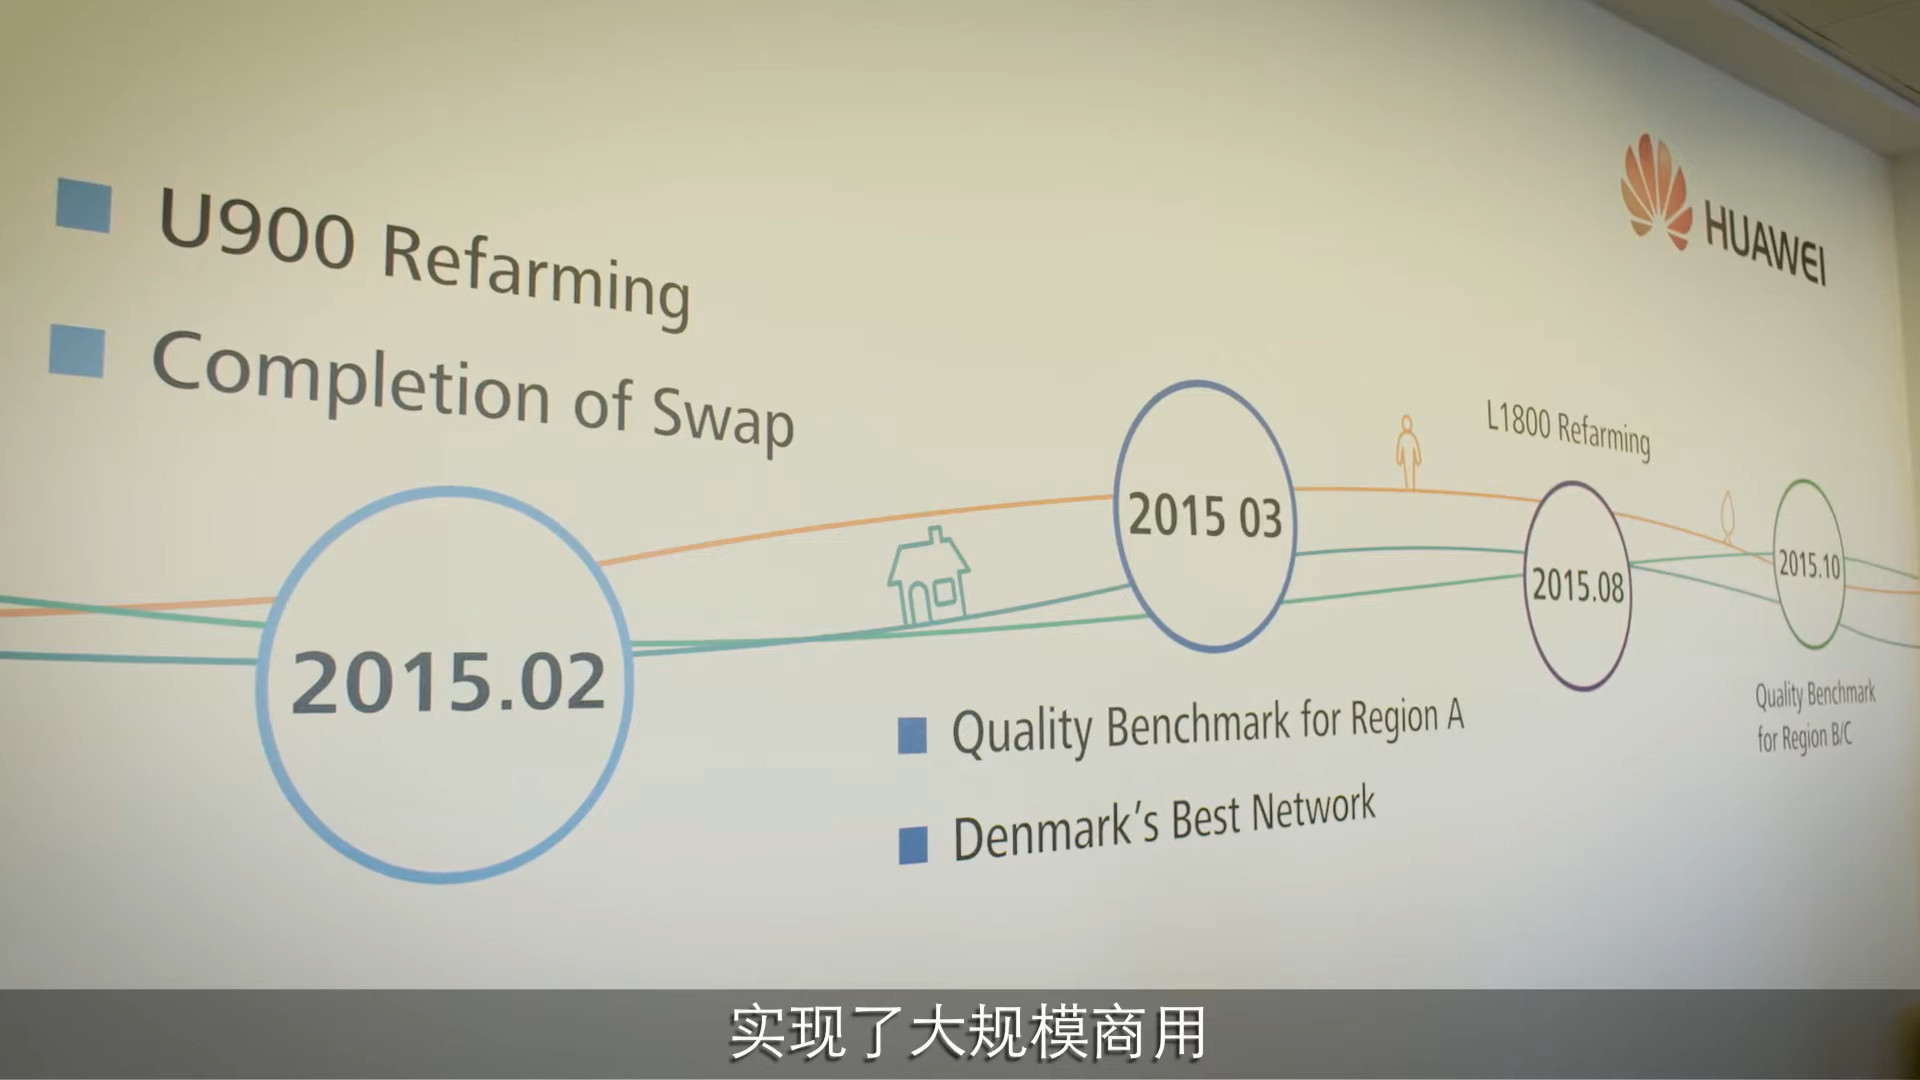 U900 Refarming
Completion of Swap
2015.02
2015 03
Quality Benchmark for Region A
Denmark's Best Network
L1800 Refarming
2015.08
2015.10
Quality Benchmark
for Region B/C
HUAWEI
实现了大规模商用